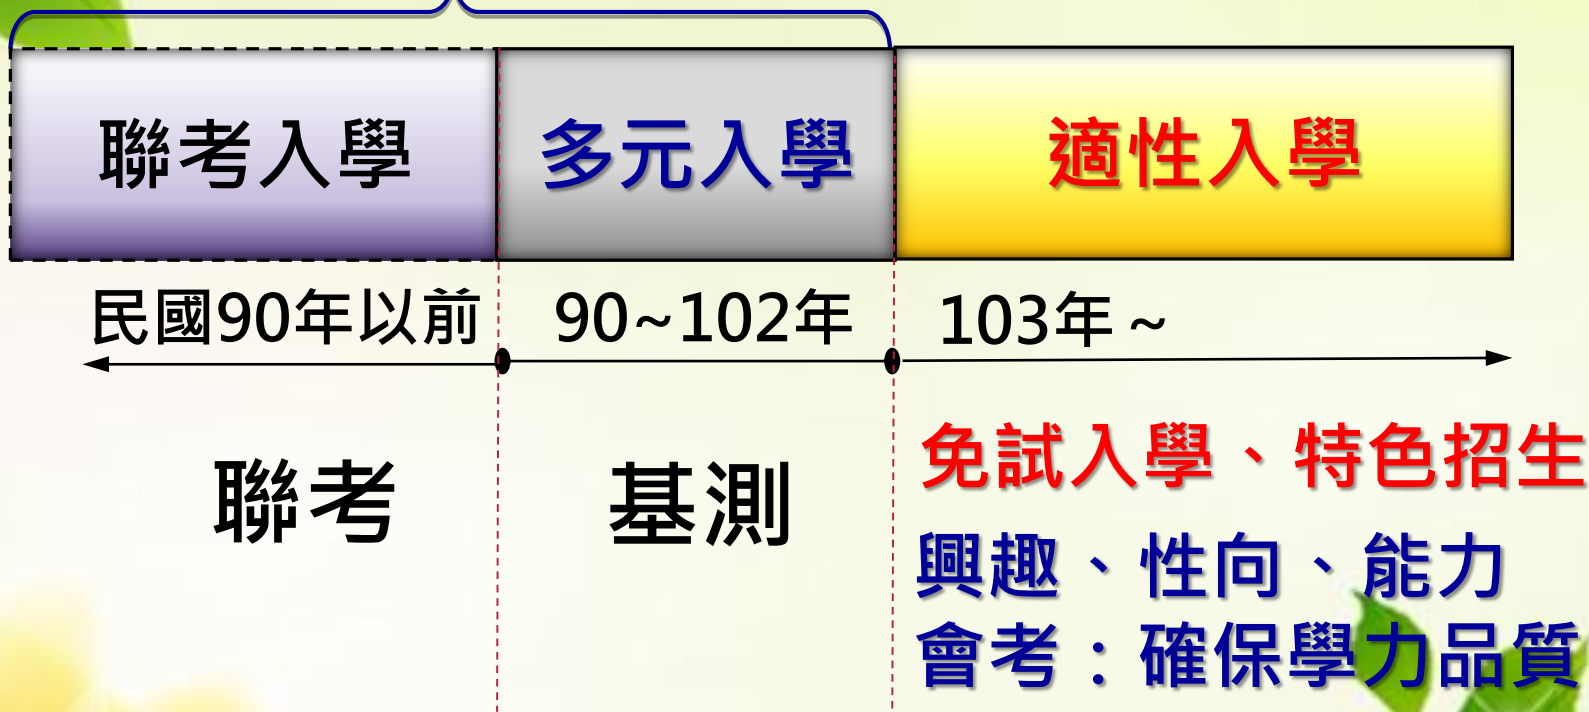 聯考入學 多元入學 適性入學
民國90年以前 90~102年 103年 ~
聯考 基測 免試入學、特色招生
興趣、性向、能力
會考：確保學力品質